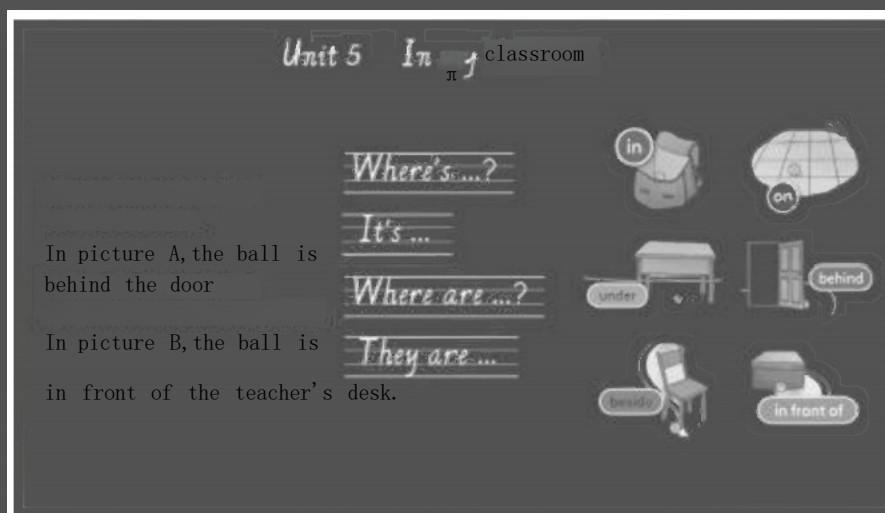 Unit 5 In classroom
In picture A,the ball is
behind the door
In picture B,the ball is
in front of the teacher's desk.
Where's ...?
It's ...
Where are ...?
They are ...
in
on
under
behind
beside
in front of